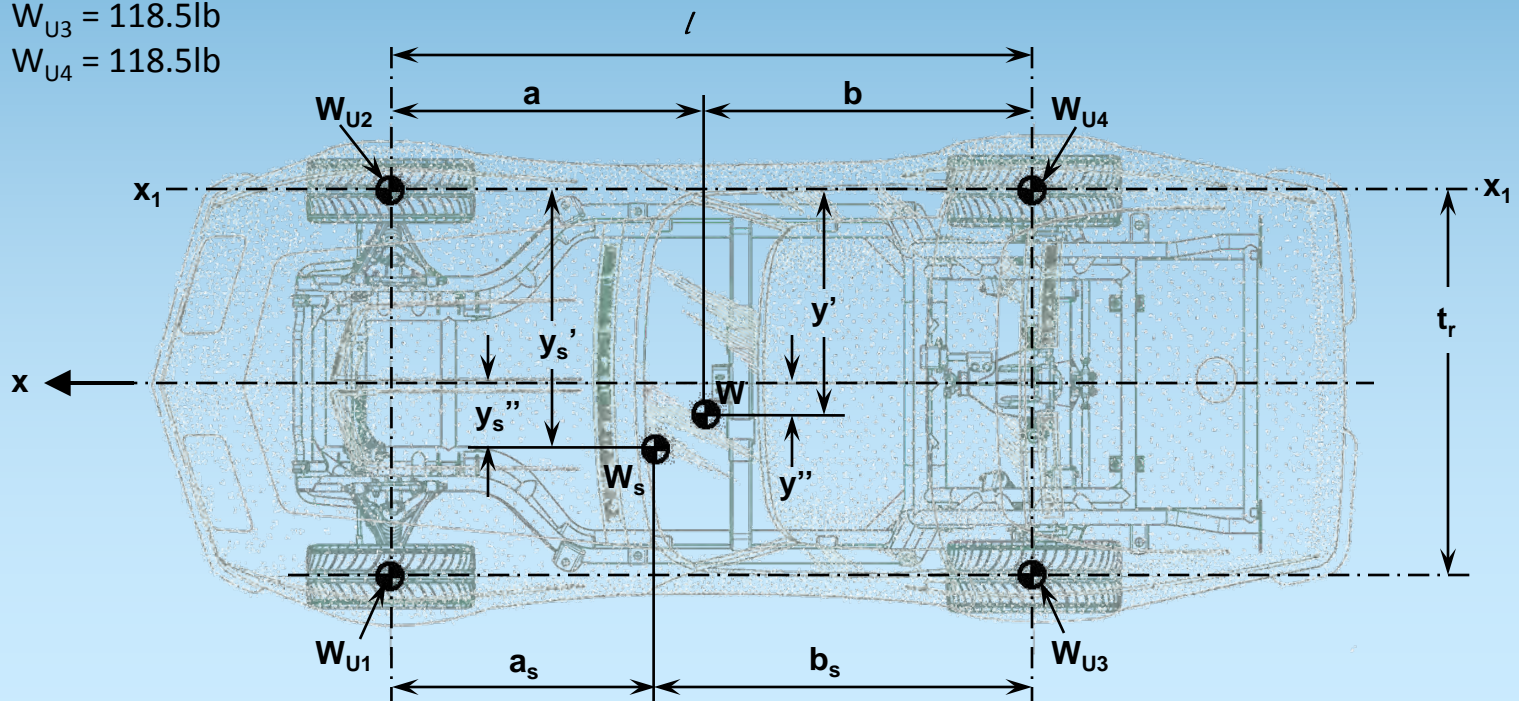 W_U3 = 118.5lb
W_U4 = 118.5lb
l
a
b
W_U2
W_U4
x_1
x_1
y'
t_r
y_s’
x
W
y_s’’
W_s
y’’
W_U1
a_s
b_s
W_U3